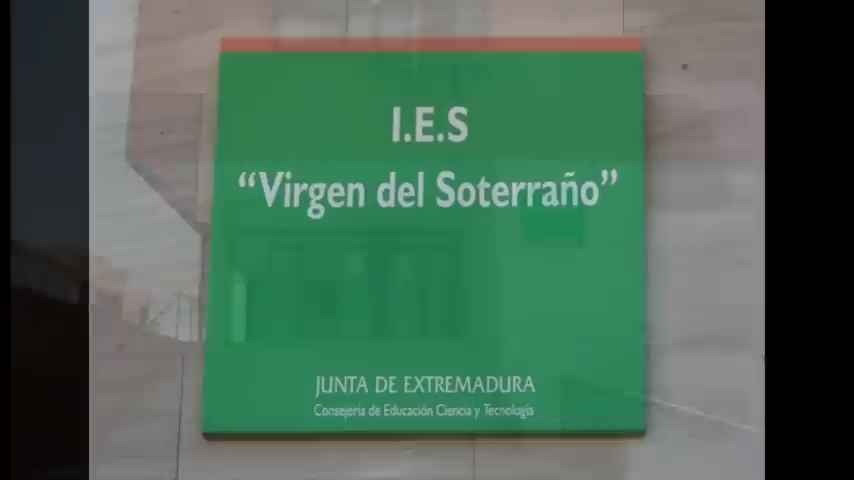 I.E.S
“Virgen del Soterraño”
JUNTA DE EXTREMADURA
Consejería de Educación Ciencia y Tecnología